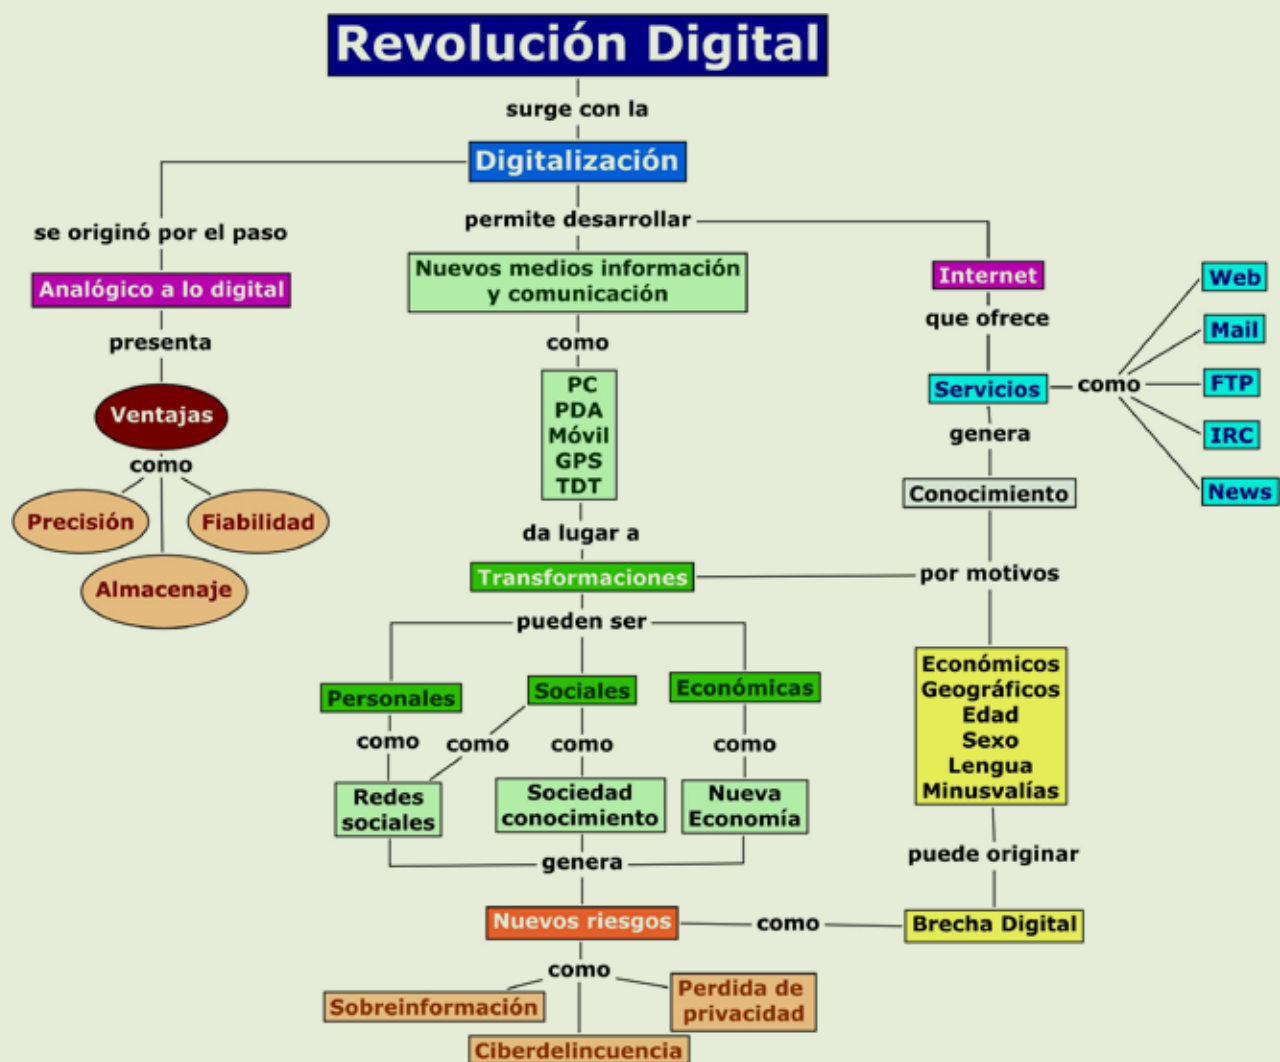 Revolución Digital
surge con la
Digitalización
se originó por el paso
Analógico a lo digital
presenta
Ventajas
como
Precisión
Fiabilidad
Almacenaje
permite desarrollar
Nuevos medios información
y comunicación
como
PC
PDA
Móvil
GPS
TDT
da lugar a
Transformaciones
pueden ser
Personales
Sociales
Económicas
como
como
como
como
Redes
sociales
Sociedad
conocimiento
Nueva
Economía
genera
Nuevos riesgos
como
Sobreinformación
Ciberdelincuencia
Perdida de
privacidad
Internet
que ofrece
Servicios
como
Web
Mail
FTP
IRC
News
genera
Conocimiento
por motivos
Económicos
Geográficos
Edad
Sexo
Lengua
Minusvalías
puede originar
Brecha Digital
como